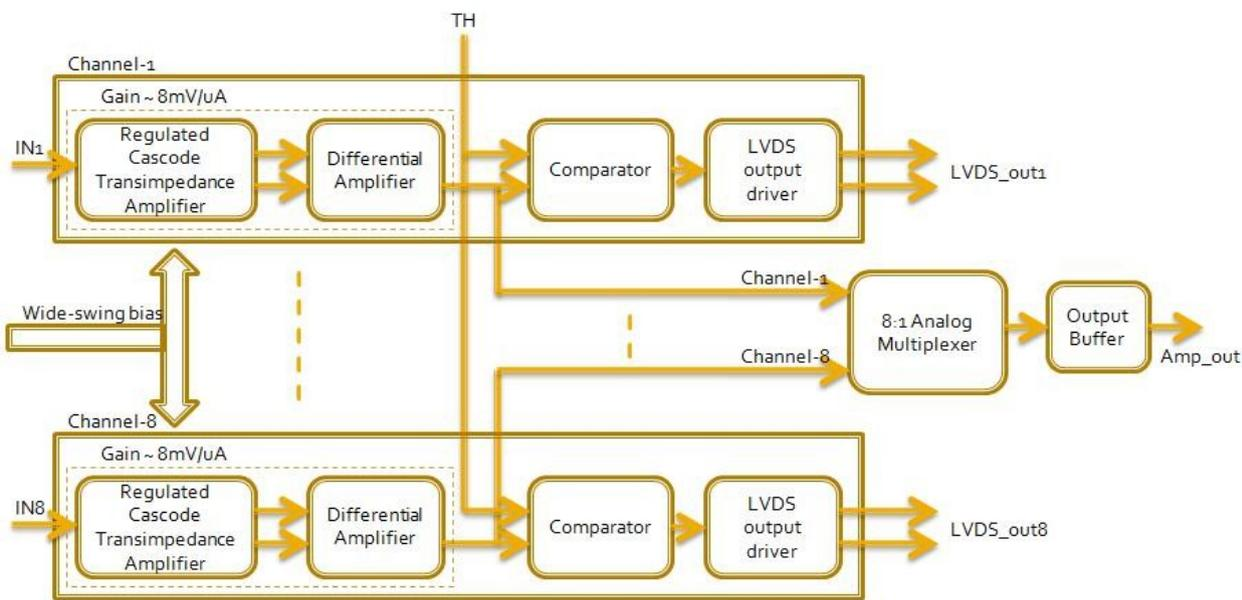 TH
Channel-1
Gain ~ 8mV/uA
IN1
Regulated
Cascode
Transimpedance
Amplifier
Differential
Amplifier
Comparator
LVDS
output
driver
LVDS_out1
Wide-swing bias
Channel-1
Channel-8
8:1 Analog
Multiplexer
Output
Buffer
Amp_out
Channel-8
Gain ~ 8mV/uA
IN8
Regulated
Cascode
Transimpedance
Amplifier
Differential
Amplifier
Comparator
LVDS
output
driver
LVDS_out8